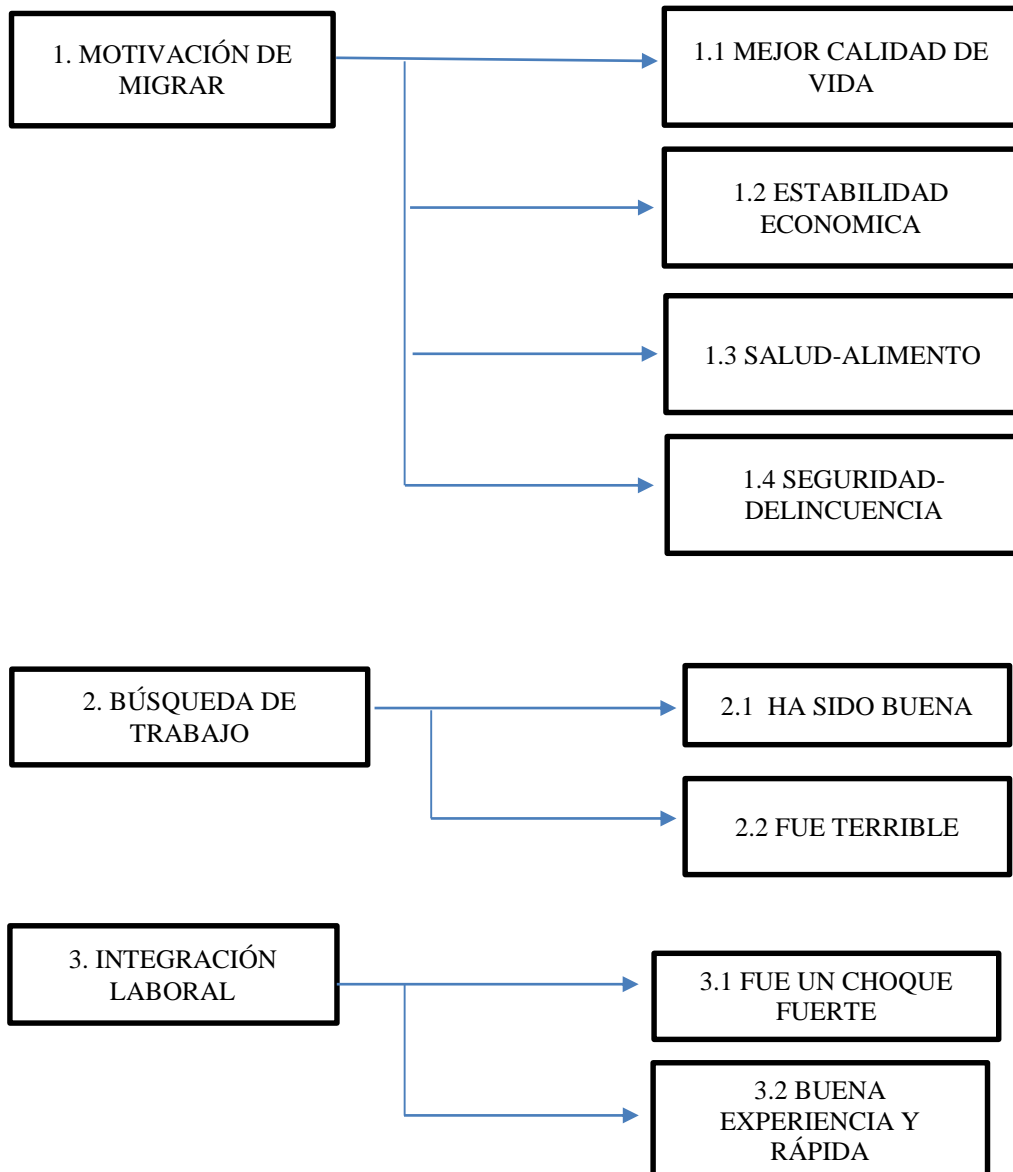 1. MOTIVACIÓN DE
MIGRAR
1.1 MEJOR CALIDAD DE
VIDA
1.2 ESTABILIDAD
ECONOMICA
1.3 SALUD-ALIMENTO
1.4 SEGURIDAD-
DELINCUENCIA
2. BÚSQUEDA DE
TRABAJO
2.1 HA SIDO BUENA
2.2 FUE TERRIBLE
3. INTEGRACIÓN
LABORAL
3.1 FUE UN CHOQUE
FUERTE
3.2 BUENA
EXPERIENCIA Y
RÁPIDA